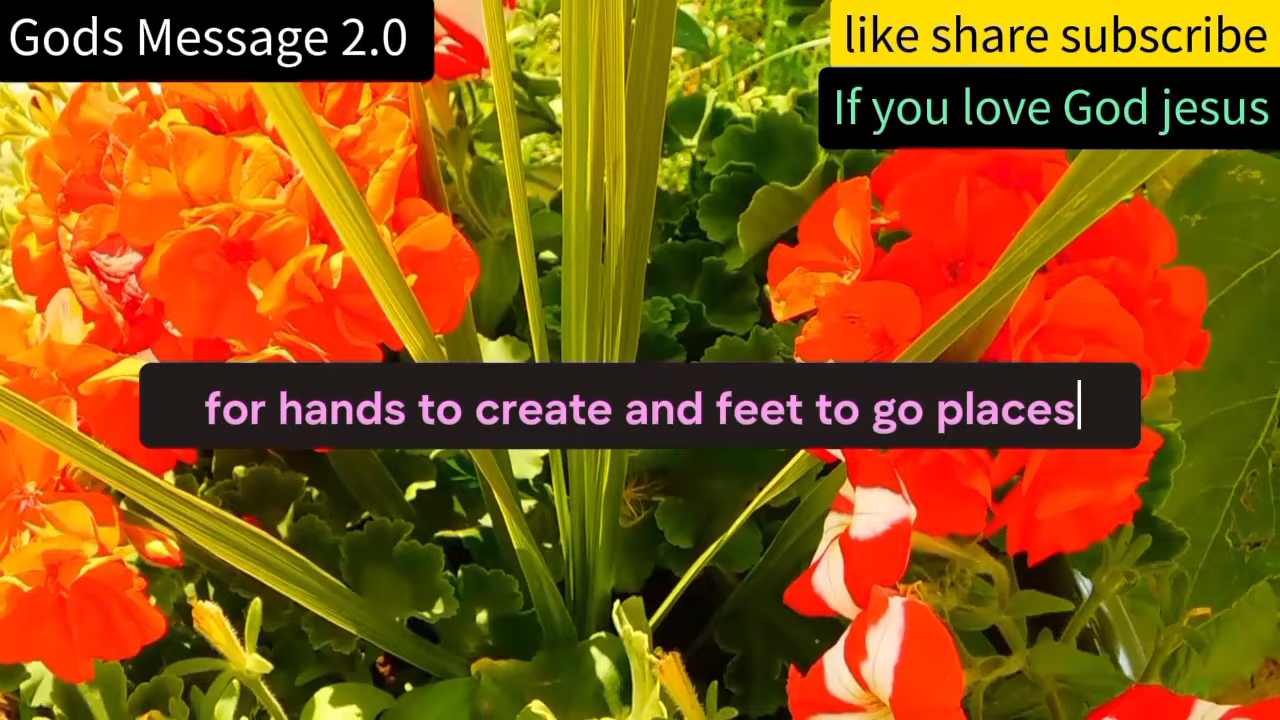 Gods Message 2.0
like share subscribe
If you love God jesus
for hands to create and feet to go places